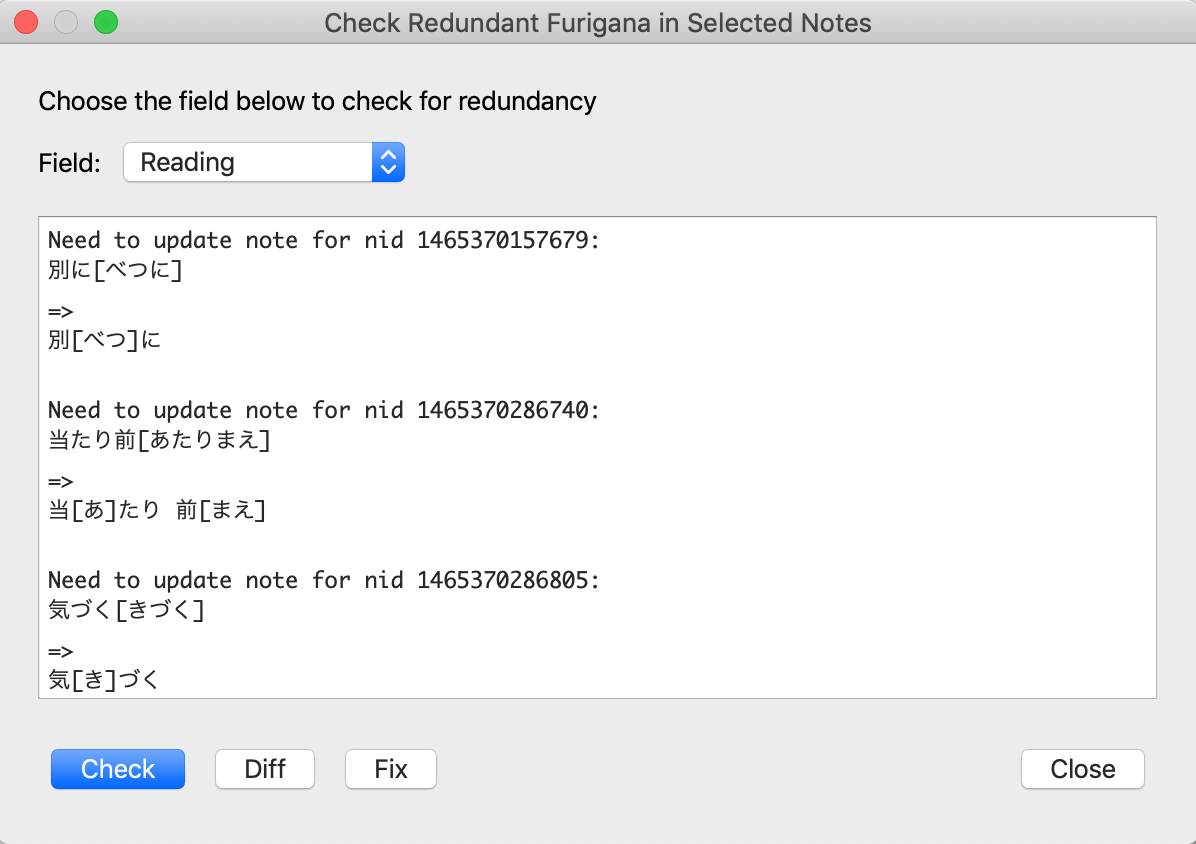 Check Redundant Furigana in Selected Notes
Choose the field below to check for redundancy
Field: Reading
Need to update note for nid 1465370157679:
別に[べつに]
=>
別[べつ]に
Need to update note for nid 1465370286740:
当たり前[あたりまえ]
=>
当[あ]たり 前[まえ]
Need to update note for nid 1465370286805:
気づく[きづく]
=>
気[き]づく
Check Diff Fix Close